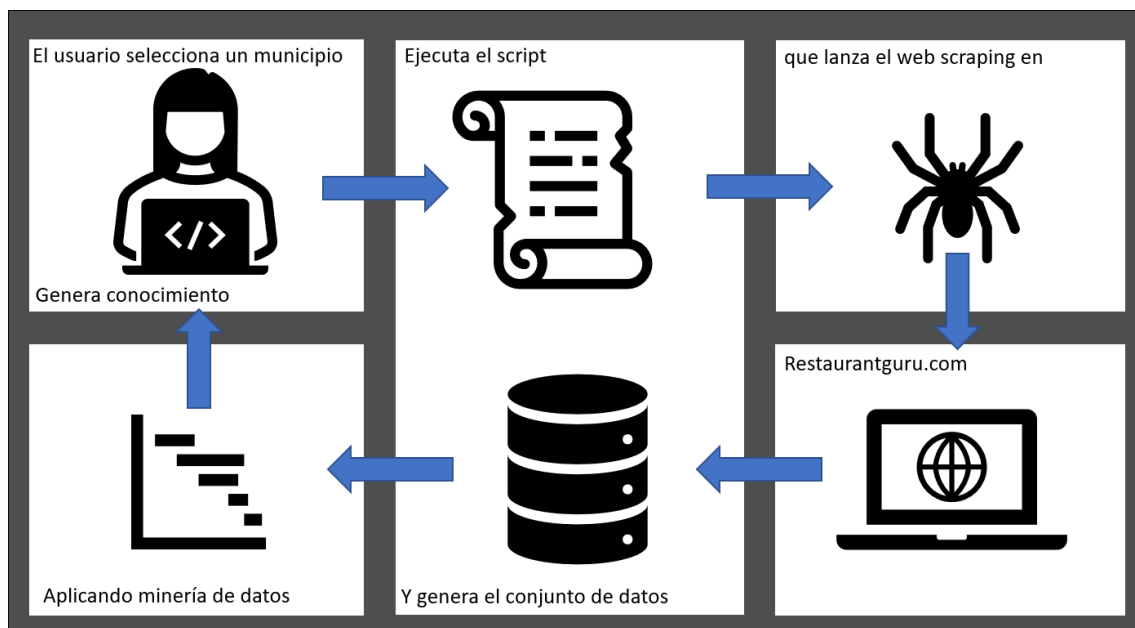 El usuario selecciona un municipio
Ejecuta el script
que lanza el web scraping en
</>
Genera conocimiento
Restaurantguru.com
Aplicando minería de datos
Y genera el conjunto de datos